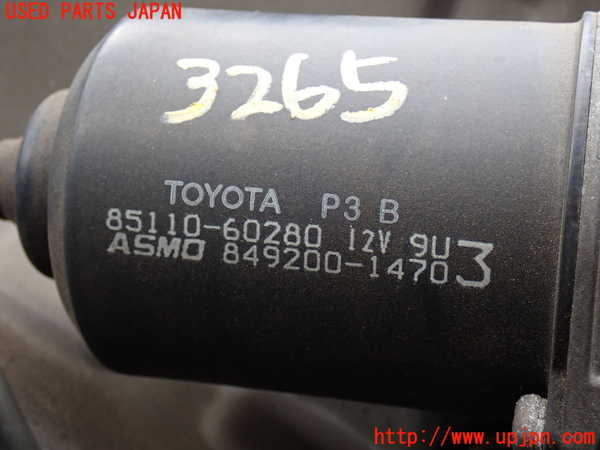 USED PARTS JAPAN
3265
TOYOTA P3 B
85110-60280 12V 9U
ASMO 849200-1470 3
http://www.upjpn.com/